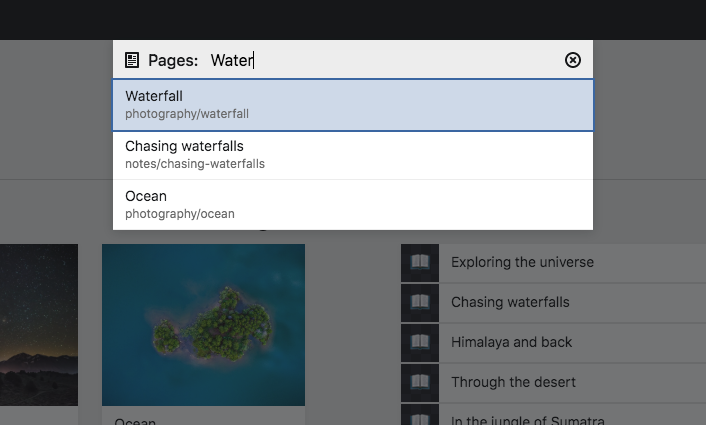 Pages: Water
Waterfall
photography/waterfall
Chasing waterfalls
notes/chasing-waterfalls
Ocean
photography/ocean
Exploring the universe
Chasing waterfalls
Himalaya and back
Through the desert
In the jungle of Sumatra
Ocean